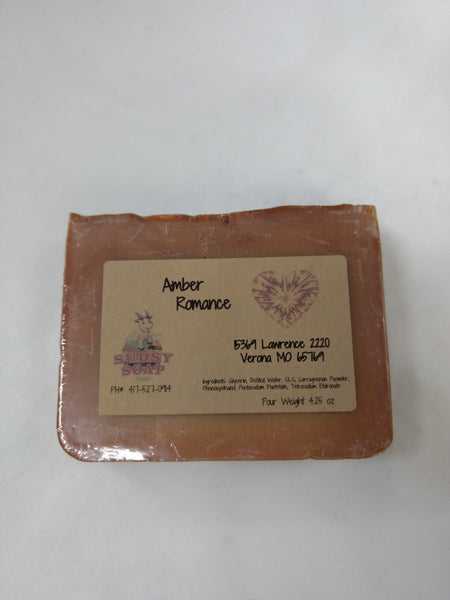 Amber
Romance
SUDSY
SOAP
15369 Lawrence 2220
Verona MO 65769
PH# 417-527-0914
Ingredients: Glycerin, Distilled Water, SLS, Carrageenan Powder,
Phenoxyethanol, Pentasodium Pentetate, Tetrasodium Etidronate
Pour Weight 4.25 oz